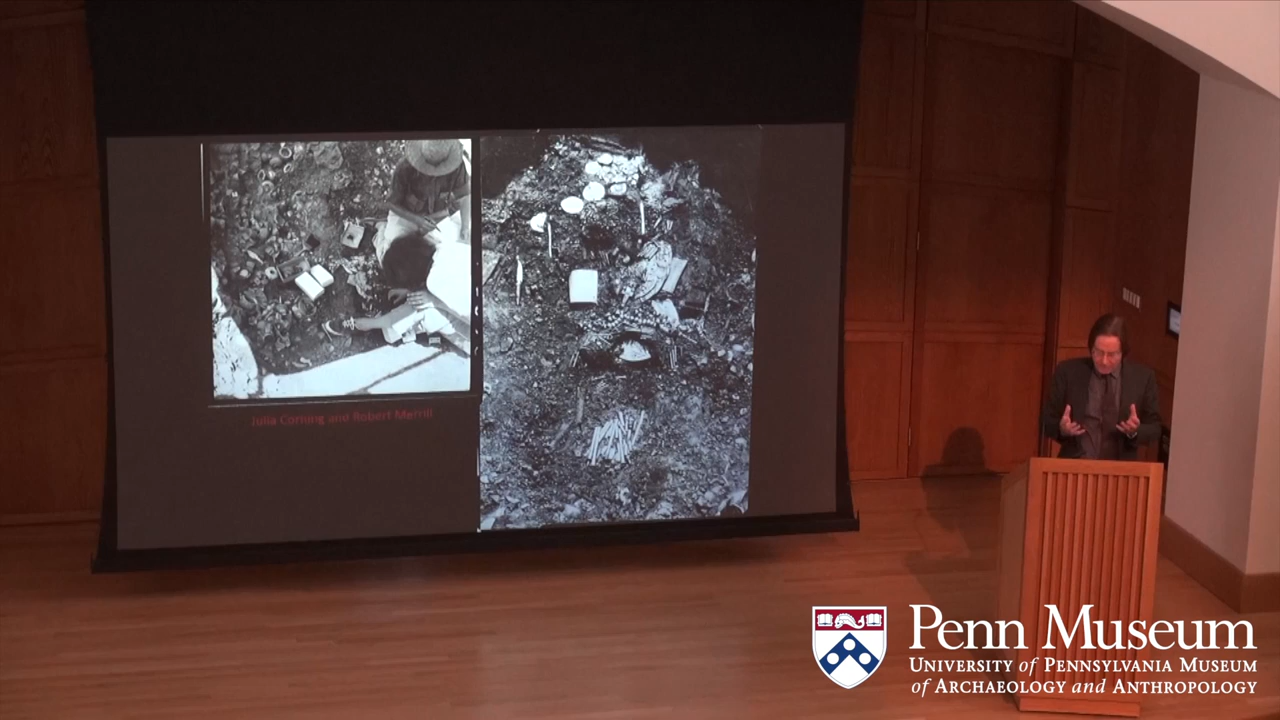 Julia Corning and Robert Merrill
Penn Museum
UNIVERSITY of PENNSYLVANIA MUSEUM
of ARCHAEOLOGY and ANTHROPOLOGY